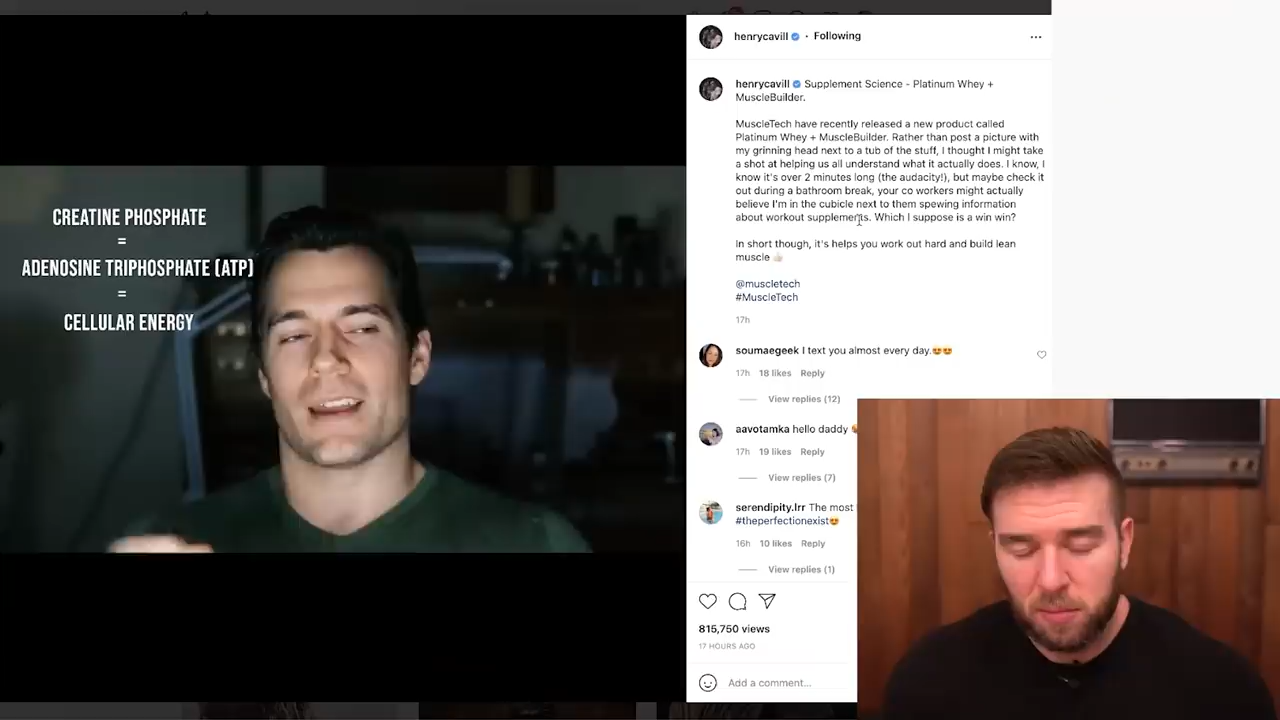 CREATINE PHOSPHATE
=
ADENOSINE TRIPHOSPHATE (ATP)
=
CELLULAR ENERGY
henrycavill • Following
henrycavill Supplement Science - Platinum Whey +
MuscleBuilder.
MuscleTech have recently released a new product called
Platinum Whey + MuscleBuilder. Rather than post a picture with
my grinning head next to a tub of the stuff, I thought I might take
a shot at helping us all understand what it actually does. I know, I
know it's over 2 minutes long (the audacity!), but maybe check it
out during a bathroom break, your co workers might actually
believe I'm in the cubicle next to them spewing information
about workout supplements. Which I suppose is a win win?
In short though, it's helps you work out hard and build lean
muscle 👍🏻
@muscletech
#MuscleTech
17h
soumaegeek I text you almost every day.😍😍
17h 18 likes Reply
View replies (12)
aavotamka hello daddy
17h 19 likes Reply
View replies (7)
serendipity.lrr The most
#theperfectionexist😍
16h 10 likes Reply
View replies (1)
815,750 views
17 HOURS AGO
Add a comment...